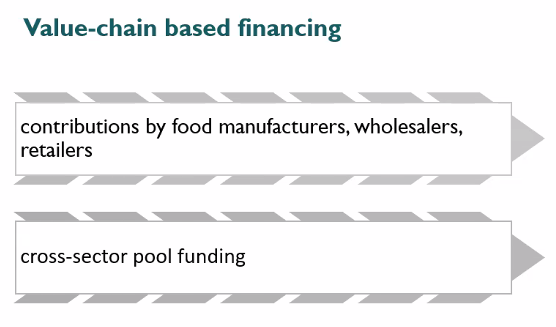 Value-chain based financing
contributions by food manufacturers, wholesalers,
retailers
cross-sector pool funding